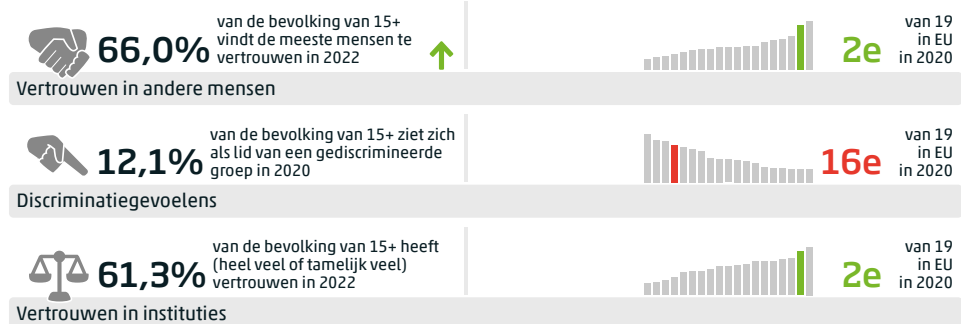 66,0%
van de bevolking van 15+
vindt de meeste mensen te
vertrouwen in 2022
2e
van 19
in EU
in 2020
Vertrouwen in andere mensen
12,1%
van de bevolking van 15+ ziet zich
als lid van een gediscrimineerde
groep in 2020
16e
van 19
in EU
in 2020
Discriminatiegevoelens
61,3%
van de bevolking van 15+ heeft
(heel veel of tamelijk veel)
vertrouwen in 2022
2e
van 19
in EU
in 2020
Vertrouwen in instituties